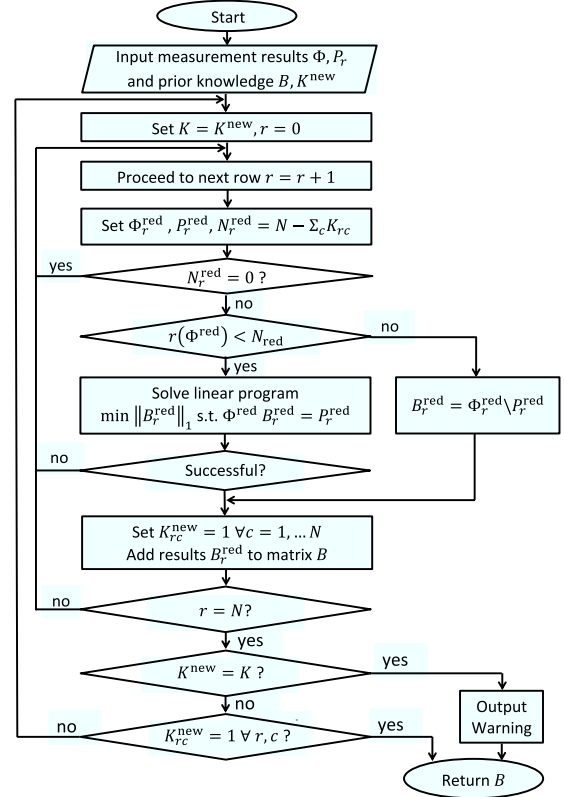 Start
Input measurement results Φ, P_r
and prior knowledge B, K^new
Set K = K^new, r = 0
Proceed to next row r = r + 1
Set Φ_r^red , P_r^red, N_r^red = N − Σ_c K_rc
yes
N_r^red = 0 ?
no
r(Φ^red) < N_red
no
yes
Solve linear program
min ‖B_r^red‖_1 s.t. Φ^red B_r^red = P_r^red
B_r^red = Φ_r^red\P_r^red
no
Successful?
Set K_rc^new = 1 ∀c = 1, … N
Add results B_r^red to matrix B
no
r = N?
yes
K^new = K ?
yes
no
Output
Warning
no
K_rc^new = 1 ∀ r, c ?
yes
Return B